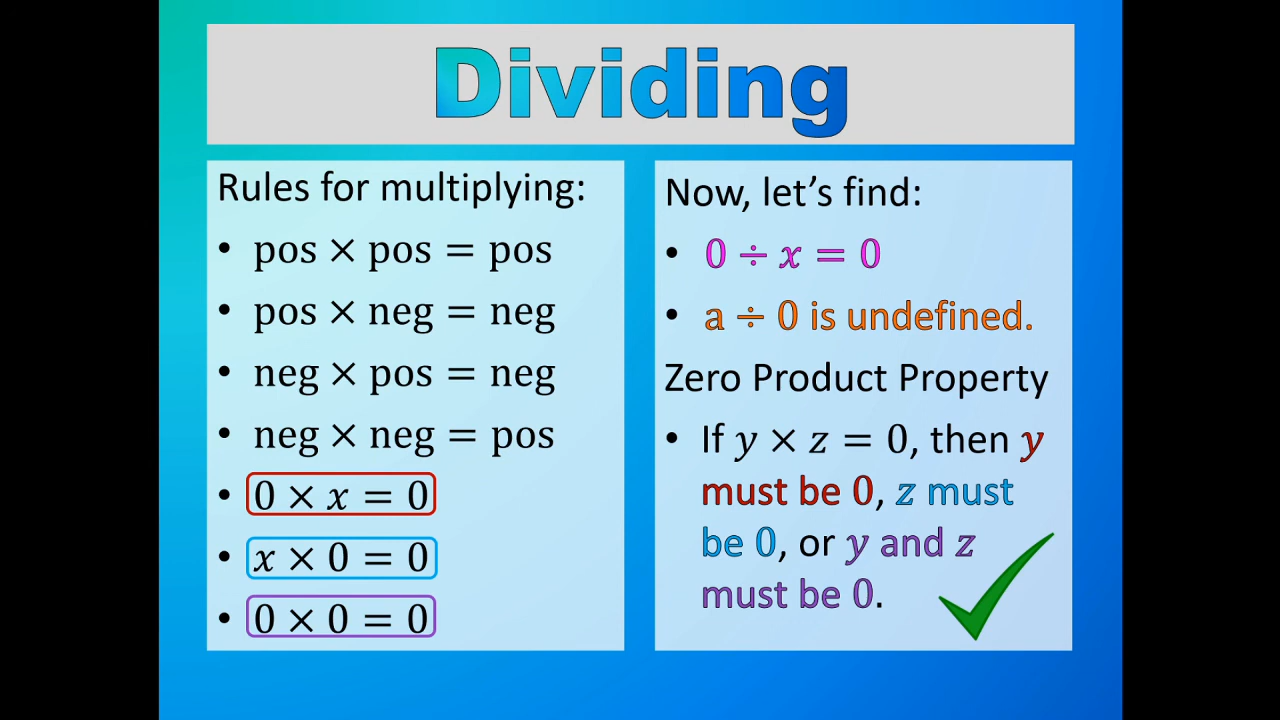 Dividing
Rules for multiplying:
• pos × pos = pos
• pos × neg = neg
• neg × pos = neg
• neg × neg = pos
• 0 × x = 0
• x × 0 = 0
• 0 × 0 = 0
Now, let's find:
• 0 ÷ x = 0
• a ÷ 0 is undefined.
Zero Product Property
• If y × z = 0, then y
must be 0, z must
be 0, or y and z
must be 0.